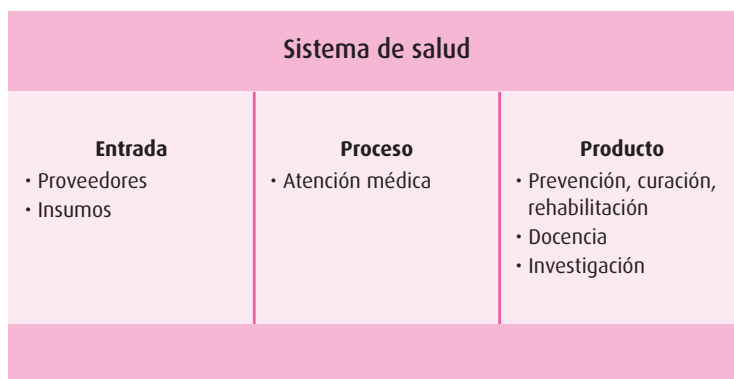 Sistema de salud
Entrada
· Proveedores
· Insumos
Proceso
· Atención médica
Producto
· Prevención, curación,
rehabilitación
· Docencia
· Investigación